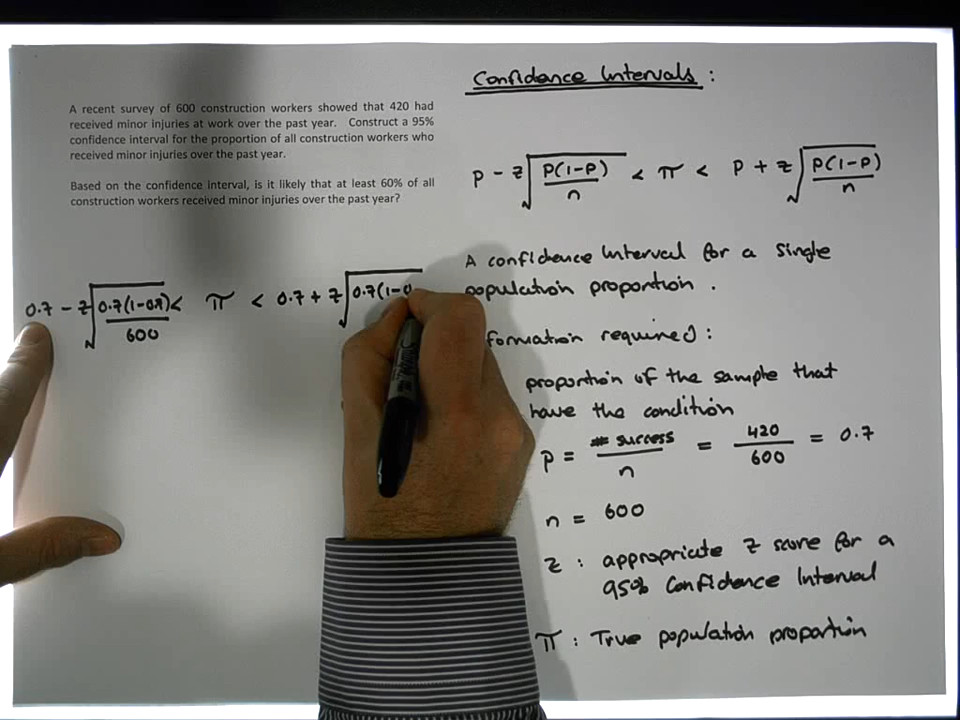 A recent survey of 600 construction workers showed that 420 had
received minor injuries at work over the past year. Construct a 95%
confidence interval for the proportion of all construction workers who
received minor injuries over the past year.
Based on the confidence interval, is it likely that at least 60% of all
construction workers received minor injuries over the past year?
0.7 - z√(0.7(1-0.7)/600) < π < 0.7 + z√0.7(1-0
Confidence Intervals :
p - z√(p(1-p)/n) < π < p + z√(p(1-p)/n)
A confidence Interval for a single
population proportion .
formation required :
proportion of the sample that
have the condition
p = # success / n = 420 / 600 = 0.7
n = 600
z : appropriate z score for a
95% Confidence Interval
π : True population proportion